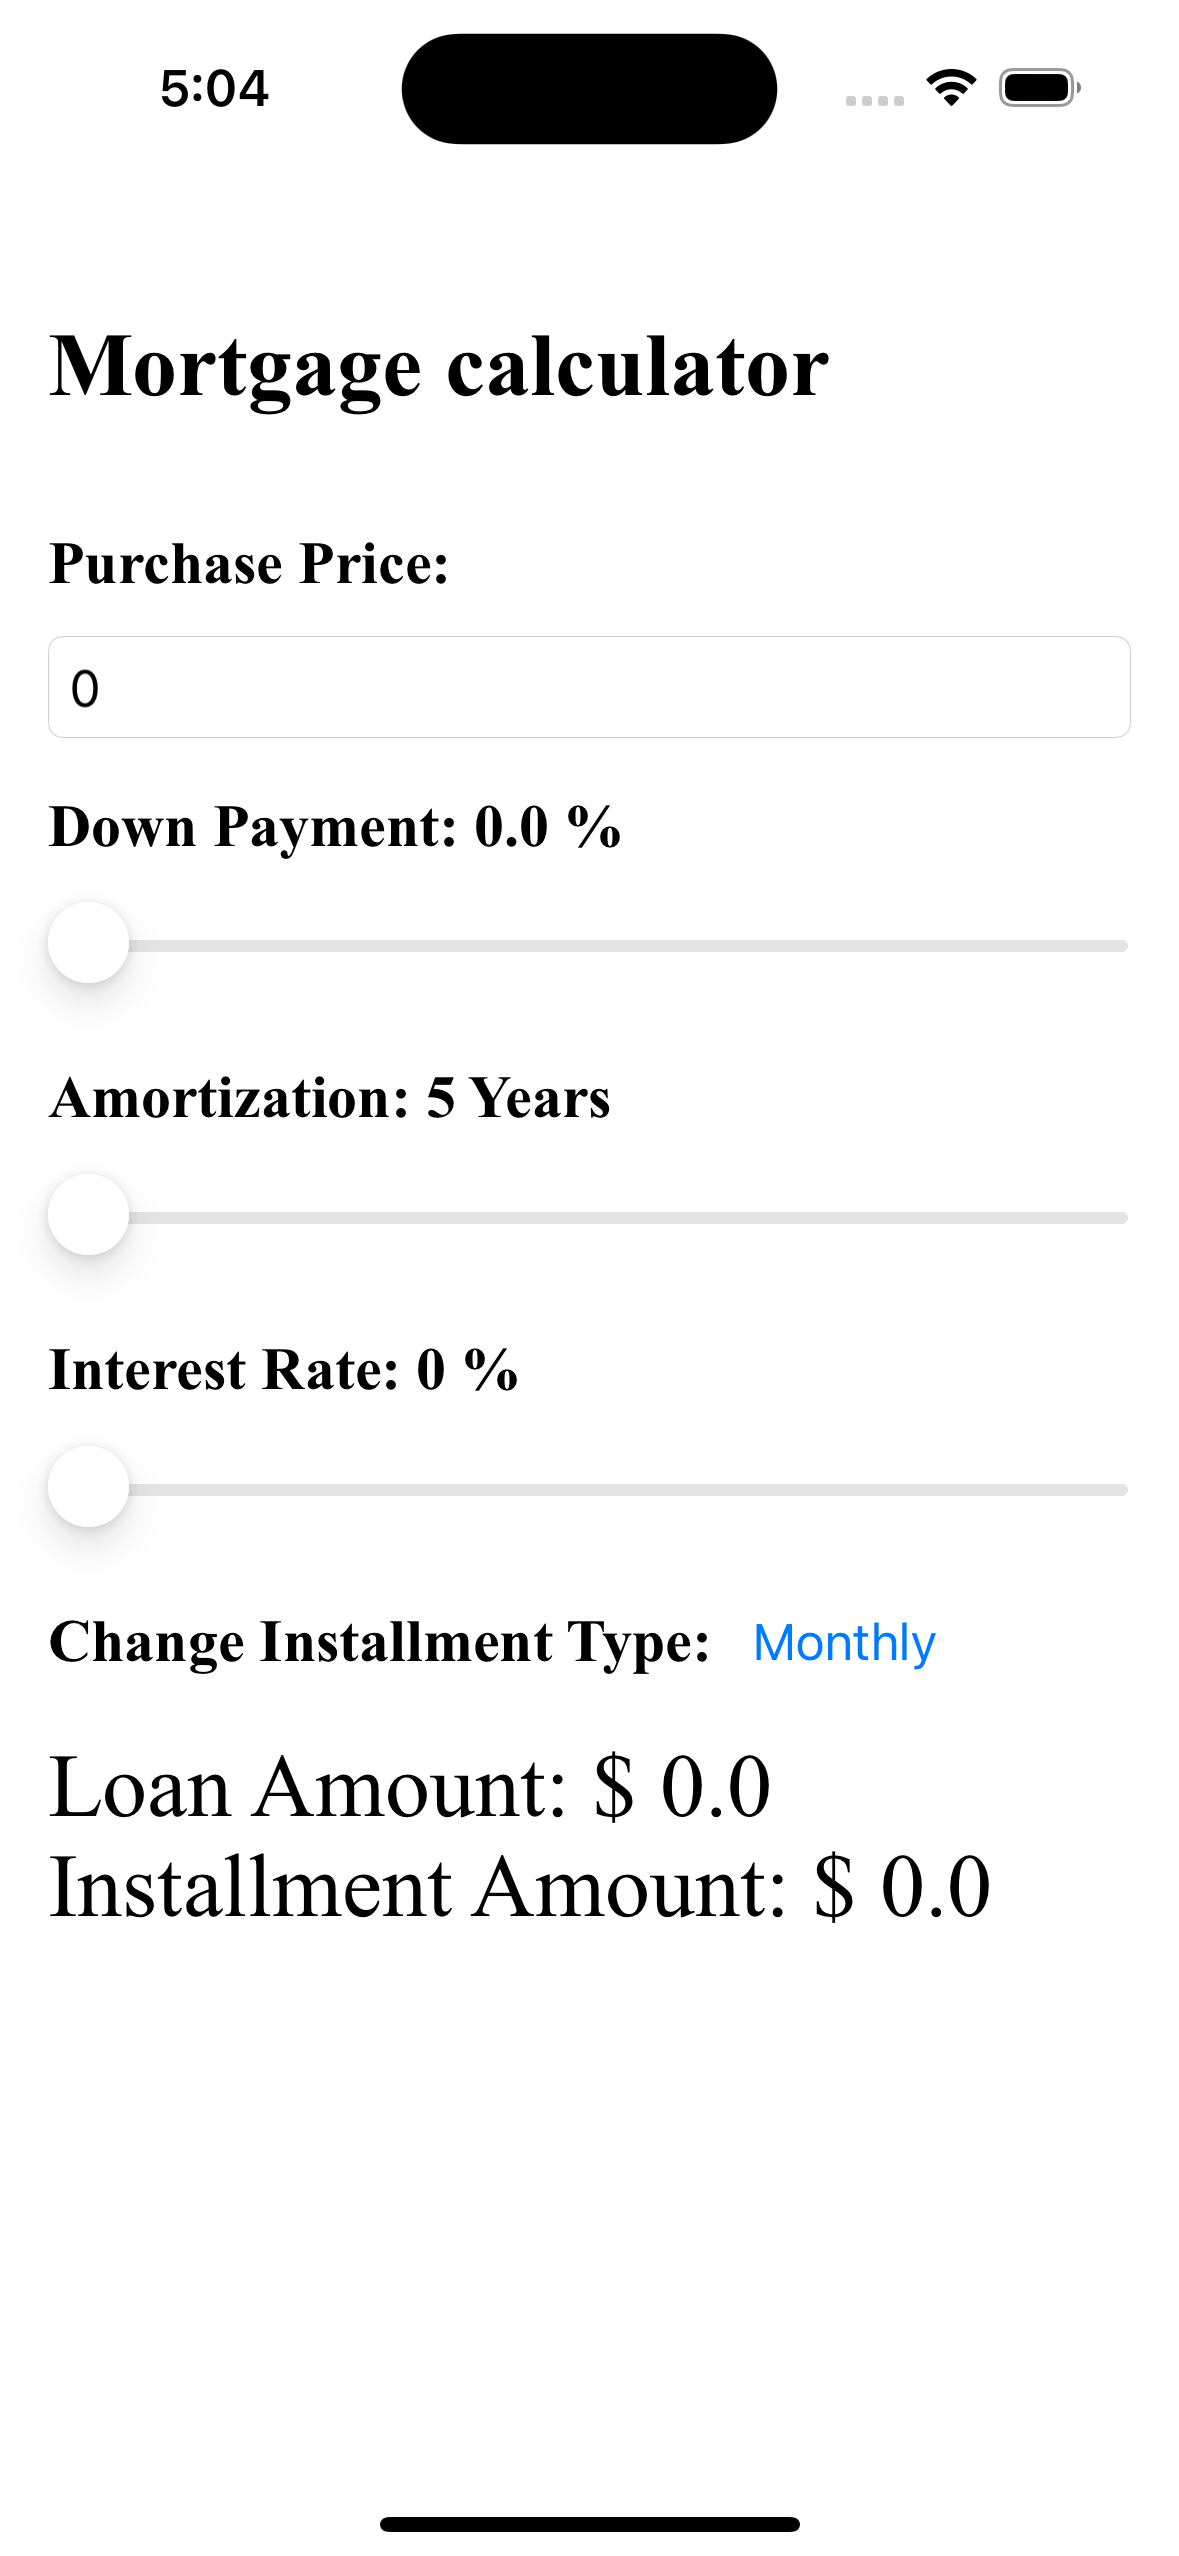 5:04
Mortgage calculator
Purchase Price:
0
Down Payment: 0.0 %
Amortization: 5 Years
Interest Rate: 0 %
Change Installment Type: Monthly
Loan Amount: $ 0.0
Installment Amount: $ 0.0